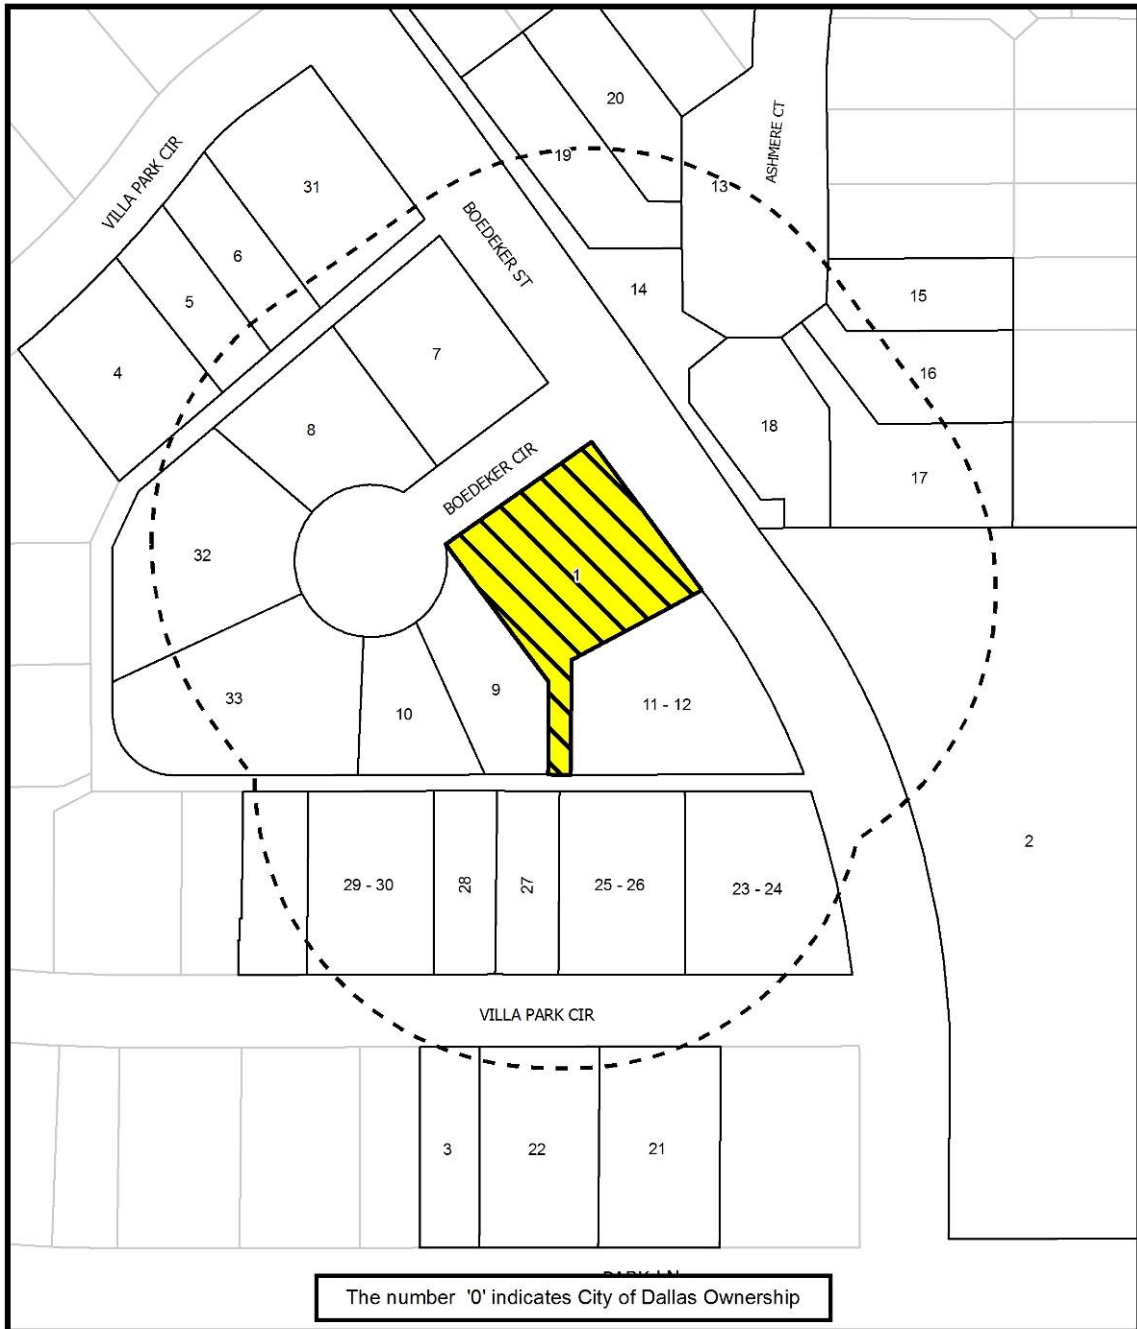 20
ASHMERE CT
19
VILLA PARK CIR
31
13
BOEDEKER ST
6
14
15
5
7
4
16
8
18
BOEDEKER CIR
17
32
1
9
33
11 - 12
10
2
29 - 30
28
27
25 - 26
23 - 24
VILLA PARK CIR
3
22
21
The number '0' indicates City of Dallas Ownership